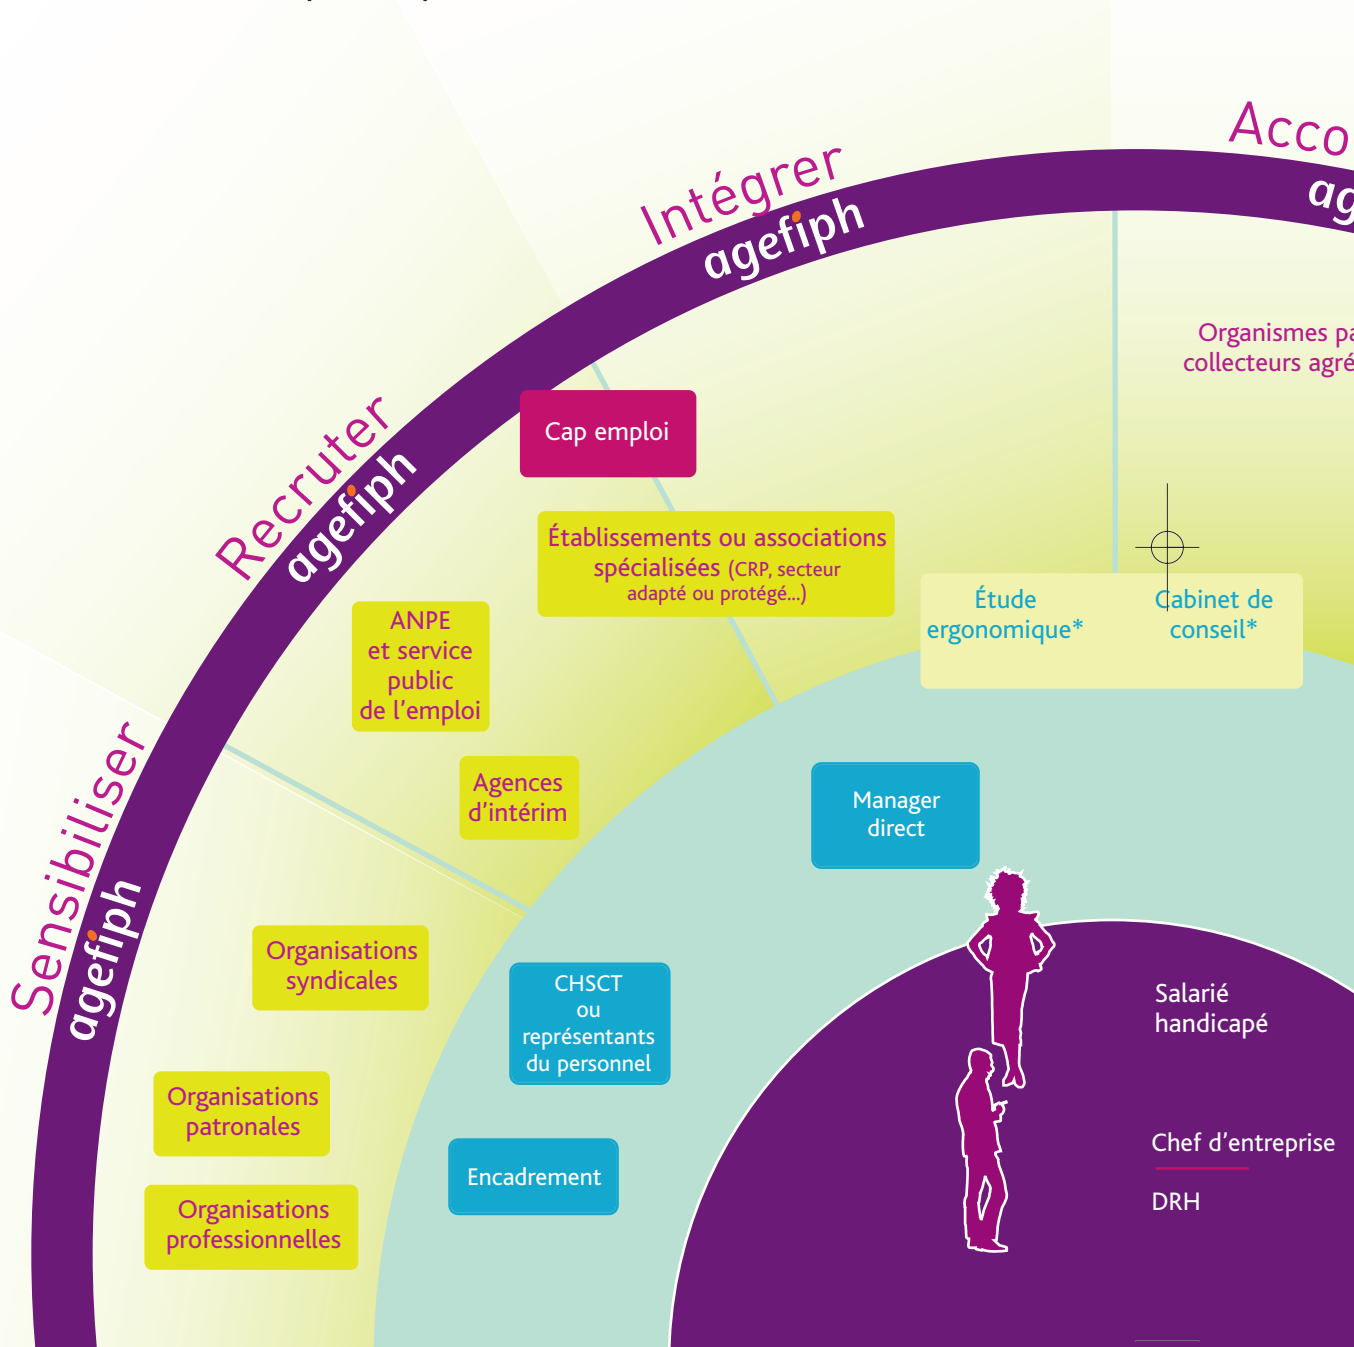 Acco
ag
Intégrer
agefiph
Organismes pa
collecteurs agré
Cap emploi
Recruter
agefiph
Établissements ou associations
spécialisées (CRP, secteur
adapté ou protégé...)
Étude
ergonomique*
Cabinet de
conseil*
ANPE
et service
public
de l'emploi
Sensibiliser
agefiph
Agences
d'intérim
Manager
direct
Organisations
syndicales
CHSCT
ou
représentants
du personnel
Salarié
handicapé
Organisations
patronales
Chef d'entreprise
DRH
Encadrement
Organisations
professionnelles